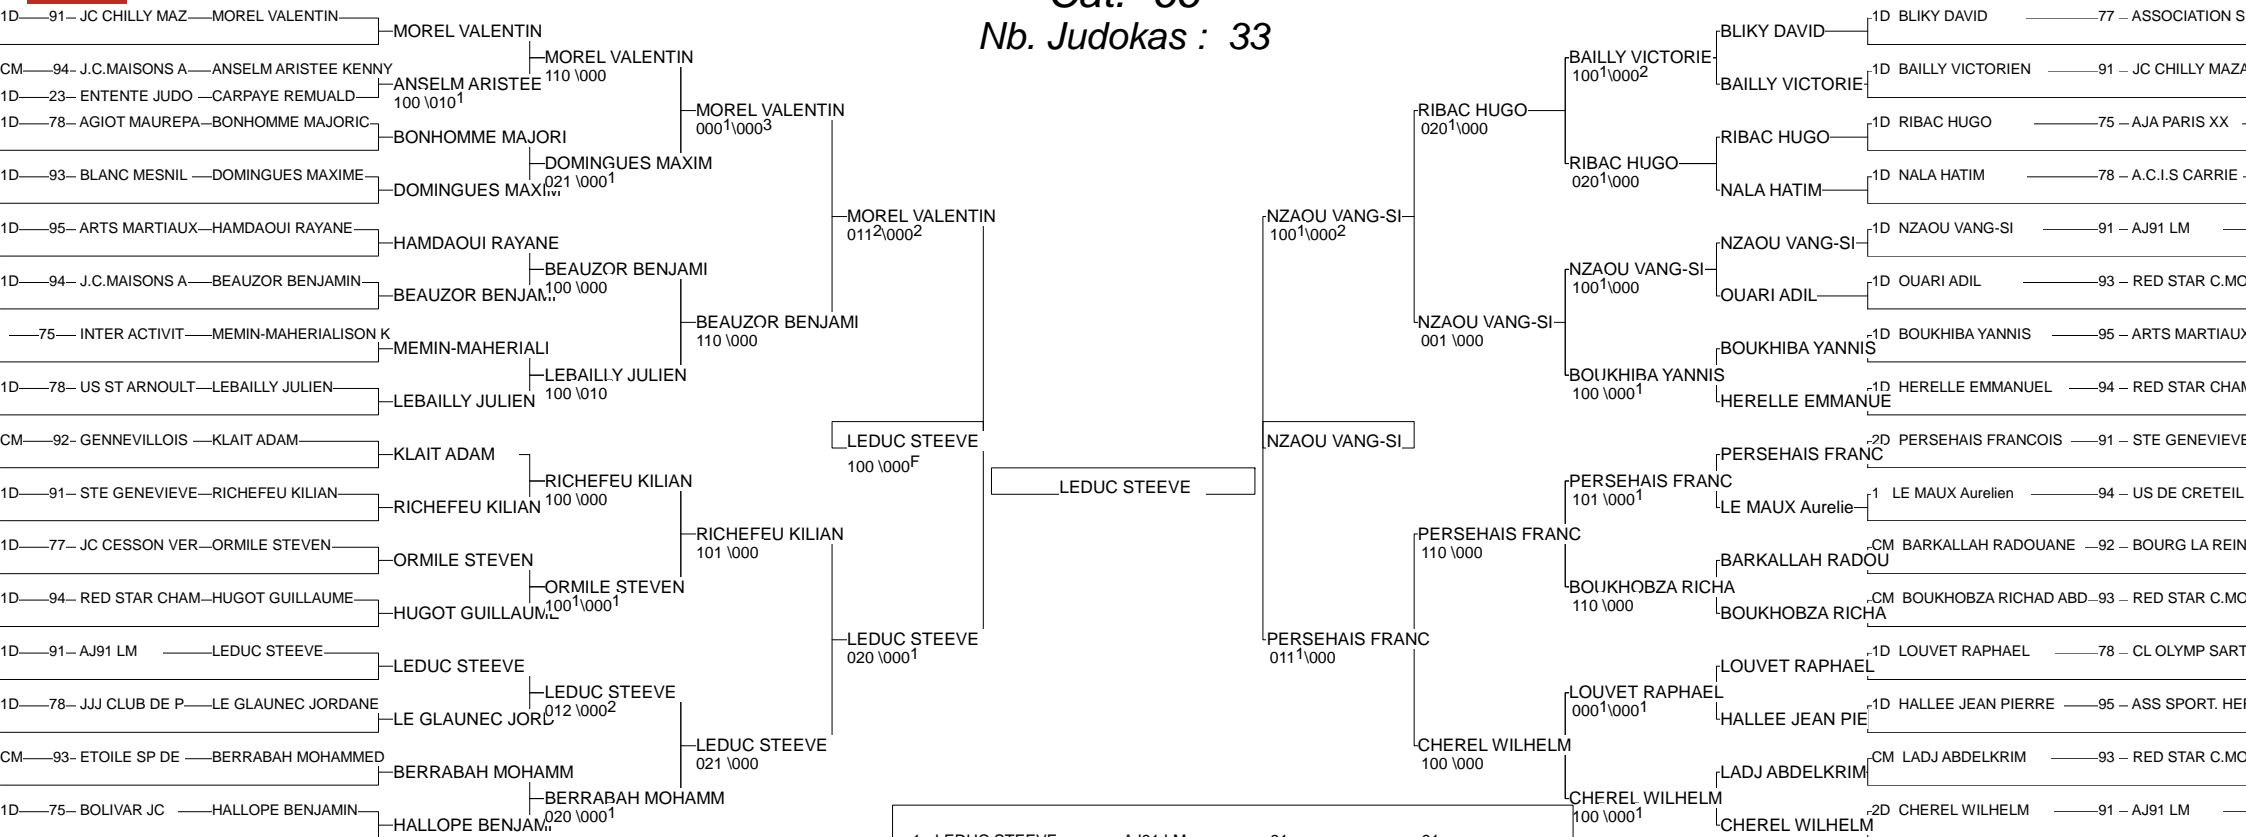 Nb. Judokas : 33
1D 91 JC CHILLY MAZ MOREL VALENTIN
MOREL VALENTIN
MOREL VALENTIN
110 \000
CM 94 J.C.MAISONS A ANSELM ARISTEE KENNY
ANSELM ARISTEE
100 \010¹
1D 23 ENTENTE JUDO CARPAYE REMUALD
MOREL VALENTIN
000¹\000³
1D 78 AGIOT MAUREPA BONHOMME MAJORIC
BONHOMME MAJORI
DOMINGUES MAXIM
021 \000¹
1D 93 BLANC MESNIL DOMINGUES MAXIME
DOMINGUES MAXIM
MOREL VALENTIN
011²\000²
1D 95 ARTS MARTIAUX HAMDAOUI RAYANE
HAMDAOUI RAYANE
BEAUZOR BENJAMI
100 \000
1D 94 J.C.MAISONS A BEAUZOR BENJAMIN
BEAUZOR BENJAMI
BEAUZOR BENJAMI
110 \000
75 INTER ACTIVIT MEMIN-MAHERIALISON K
MEMIN-MAHERIALI
LEBAILLY JULIEN
100 \010
1D 78 US ST ARNOULT LEBAILLY JULIEN
LEBAILLY JULIEN
LEDUC STEEVE
100 \000F
CM 92 GENNEVILLOIS KLAIT ADAM
KLAIT ADAM
RICHEFEU KILIAN
100 \000
1D 91 STE GENEVIEVE RICHEFEU KILIAN
RICHEFEU KILIAN
RICHEFEU KILIAN
101 \000
1D 77 JC CESSON VER ORMILE STEVEN
ORMILE STEVEN
ORMILE STEVEN
100¹\000¹
1D 94 RED STAR CHAM HUGOT GUILLAUME
HUGOT GUILLAUME
LEDUC STEEVE
020 \000¹
1D 91 AJ91 LM LEDUC STEEVE
LEDUC STEEVE
LEDUC STEEVE
012 \000²
1D 78 JJJ CLUB DE P LE GLAUNEC JORDANE
LE GLAUNEC JORD
LEDUC STEEVE
021 \000
CM 93 ETOILE SP DE BERRABAH MOHAMMED
BERRABAH MOHAMM
BERRABAH MOHAMM
020 \000¹
1D 75 BOLIVAR JC HALLOPE BENJAMIN
HALLOPE BENJAMI
LEDUC STEEVE
NZAOU VANG-SI
NZAOU VANG-SI
100¹\000²
PERSEHAIS FRANC
011¹\000
RIBAC HUGO
020¹\000
NZAOU VANG-SI
001 \000
PERSEHAIS FRANC
110 \000
CHEREL WILHELM
100 \000
BAILLY VICTORIE
100¹\000²
RIBAC HUGO
020¹\000
NZAOU VANG-SI
100¹\000
BOUKHIBA YANNIS
100 \000¹
PERSEHAIS FRANC
101 \000¹
BOUKHOBZA RICHA
110 \000
LOUVET RAPHAEL
000¹\000¹
CHEREL WILHELM
100 \000¹
BLIKY DAVID
BAILLY VICTORIE
RIBAC HUGO
NALA HATIM
NZAOU VANG-SI
OUARI ADIL
BOUKHIBA YANNIS
HERELLE EMMANUE
PERSEHAIS FRANC
LE MAUX Aurelie
BARKALLAH RADOU
BOUKHOBZA RICHA
LOUVET RAPHAEL
HALLEE JEAN PIE
LADJ ABDELKRIM
CHEREL WILHELM
1D BLIKY DAVID 77 – ASSOCIATION S
1D BAILLY VICTORIEN 91 – JC CHILLY MAZA
1D RIBAC HUGO 75 – AJA PARIS XX
1D NALA HATIM 78 – A.C.I.S CARRIE
1D NZAOU VANG-SI 91 – AJ91 LM
1D OUARI ADIL 93 – RED STAR C.MO
1D BOUKHIBA YANNIS 95 – ARTS MARTIAUX
1D HERELLE EMMANUEL 94 – RED STAR CHAM
2D PERSEHAIS FRANCOIS 91 – STE GENEVIEVE
1 LE MAUX Aurelien 94 – US DE CRETEIL
CM BARKALLAH RADOUANE 92 – BOURG LA REIN
CM BOUKHOBZA RICHAD ABD 93 – RED STAR C.MO
1D LOUVET RAPHAEL 78 – CL OLYMP SART
1D HALLEE JEAN PIERRE 95 – ASS SPORT. HE
CM LADJ ABDELKRIM 93 – RED STAR C.MO
2D CHEREL WILHELM 91 – AJ91 LM